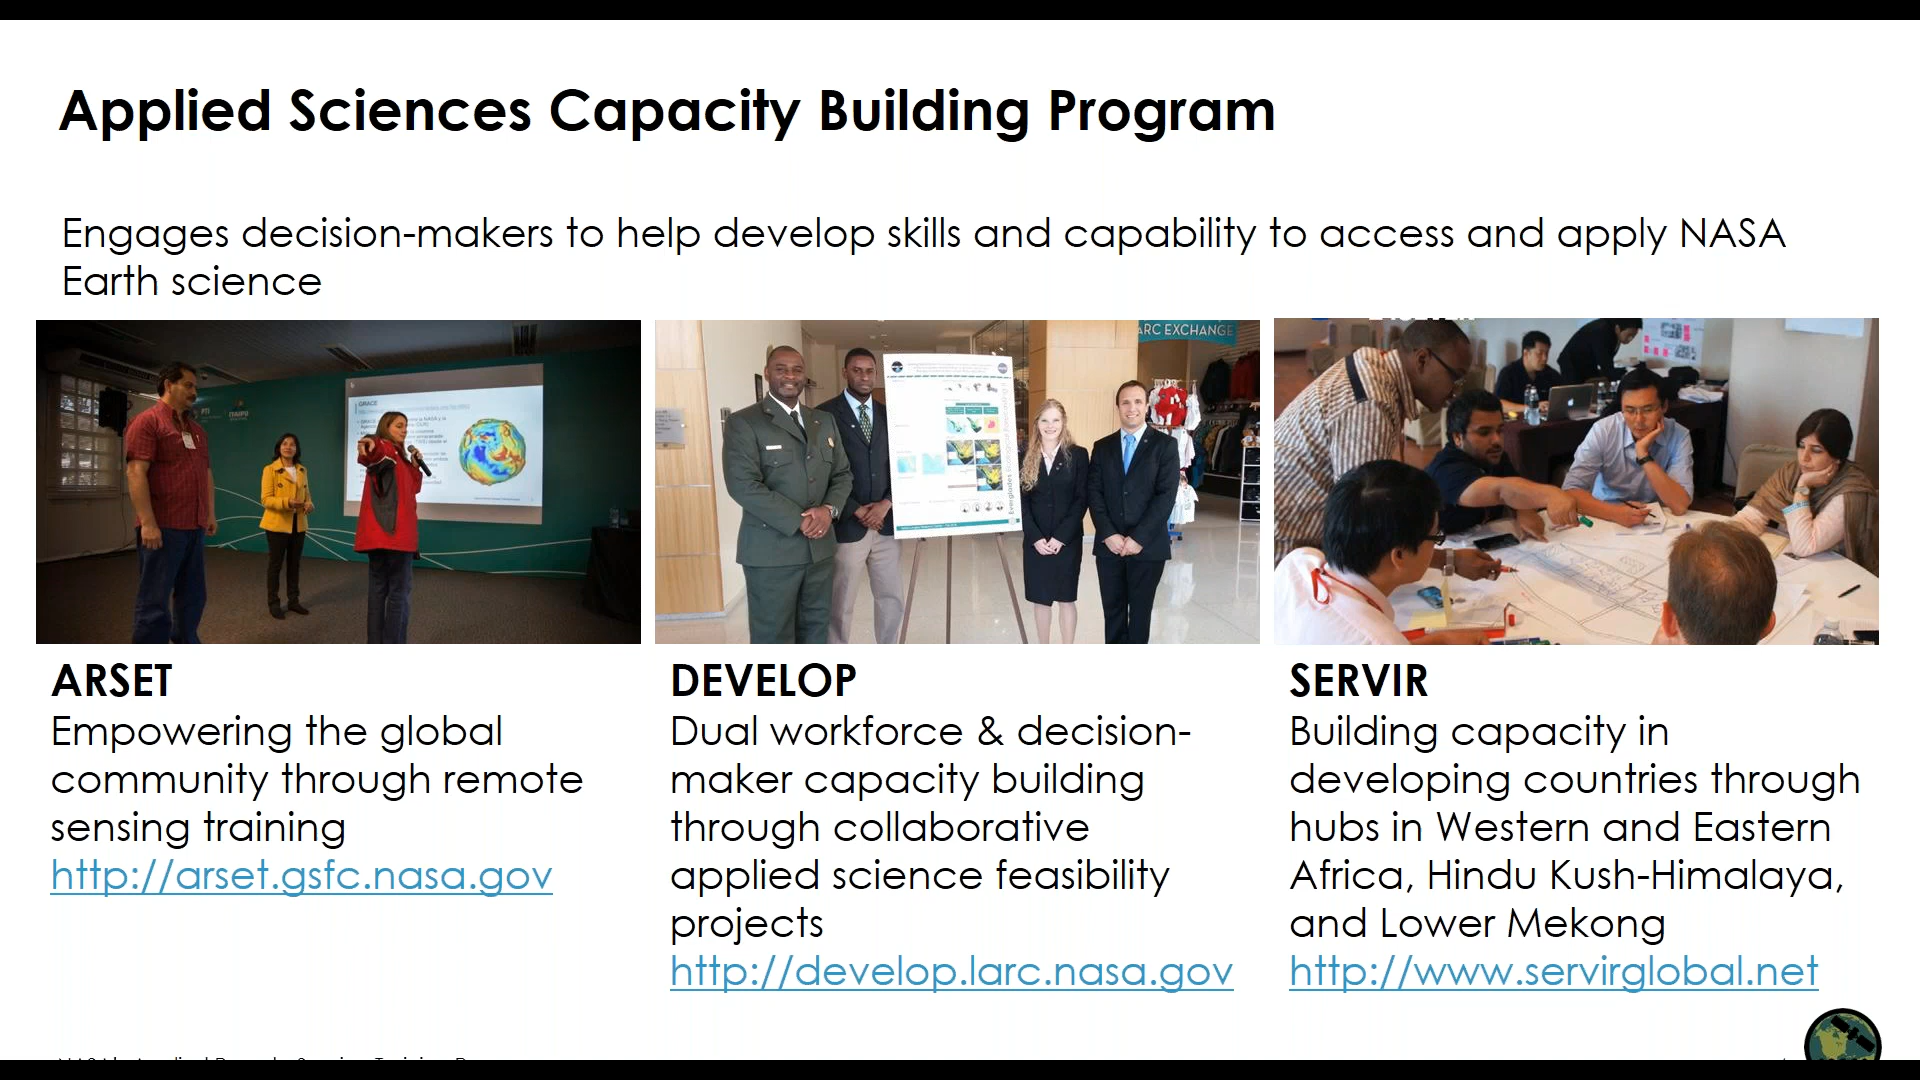 Applied Sciences Capacity Building Program
Engages decision-makers to help develop skills and capability to access and apply NASA
Earth science
GRACE
ARC EXCHANGE
ARSET
Empowering the global
community through remote
sensing training
http://arset.gsfc.nasa.gov
DEVELOP
Dual workforce & decision-
maker capacity building
through collaborative
applied science feasibility
projects
http://develop.larc.nasa.gov
SERVIR
Building capacity in
developing countries through
hubs in Western and Eastern
Africa, Hindu Kush-Himalaya,
and Lower Mekong
http://www.servirglobal.net